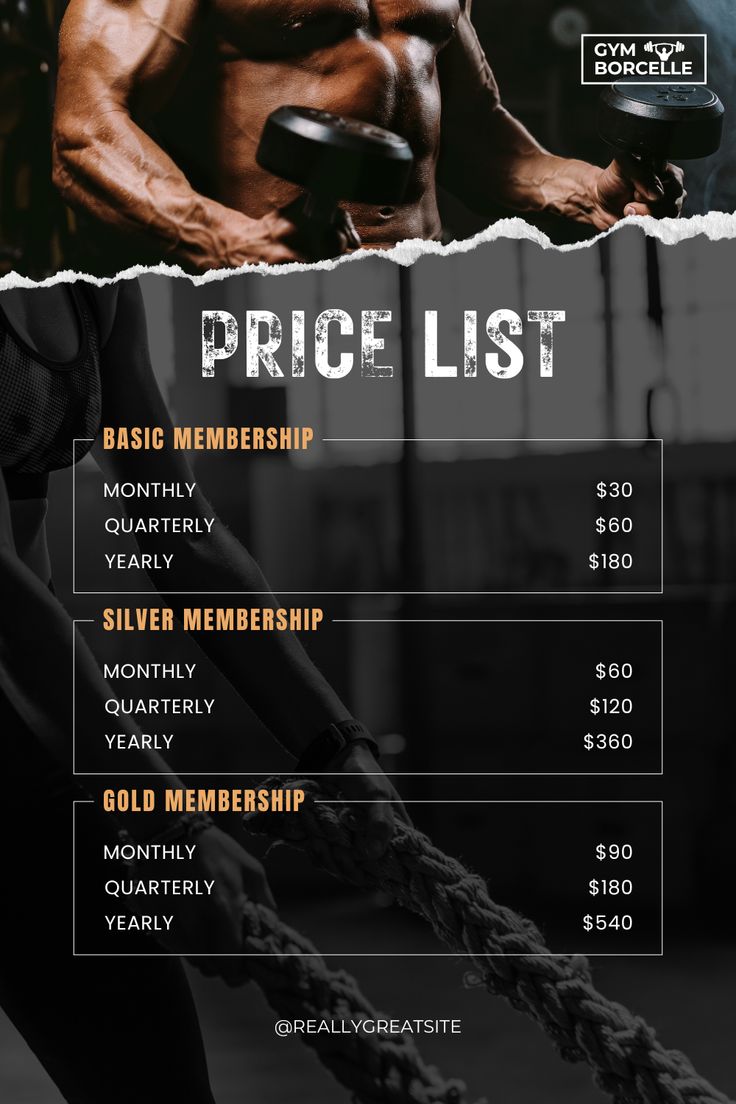 GYM
BORCELLE
PRICE LIST
BASIC MEMBERSHIP
MONTHLY $30
QUARTERLY $60
YEARLY $180
SILVER MEMBERSHIP
MONTHLY $60
QUARTERLY $120
YEARLY $360
GOLD MEMBERSHIP
MONTHLY $90
QUARTERLY $180
YEARLY $540
@REALLYGREATSITE